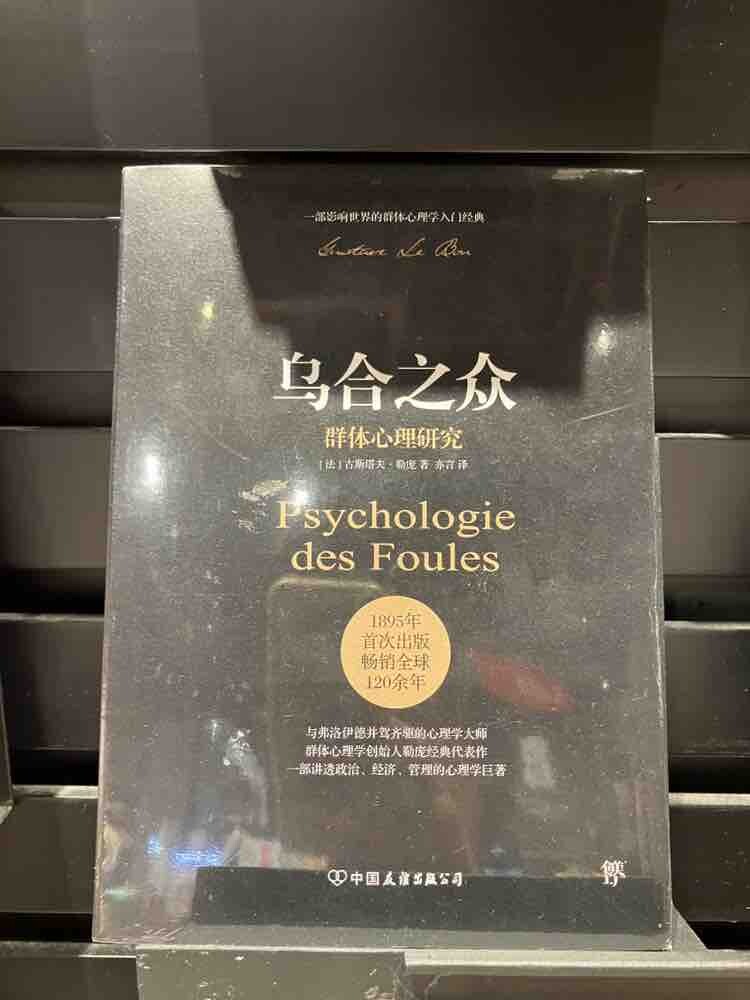 一部影响世界的群体心理学入门经典
Gustave Le Bon
乌合之众
群体心理研究
[法]古斯塔夫·勒庞 著 亦言 译
Psychologie
des Foules
1895年
首次出版
畅销全球
120余年
与弗洛伊德并驾齐驱的心理学大师
群体心理学创始人勒庞经典代表作
一部讲透政治、经济、管理的心理学巨著
中国友谊出版公司